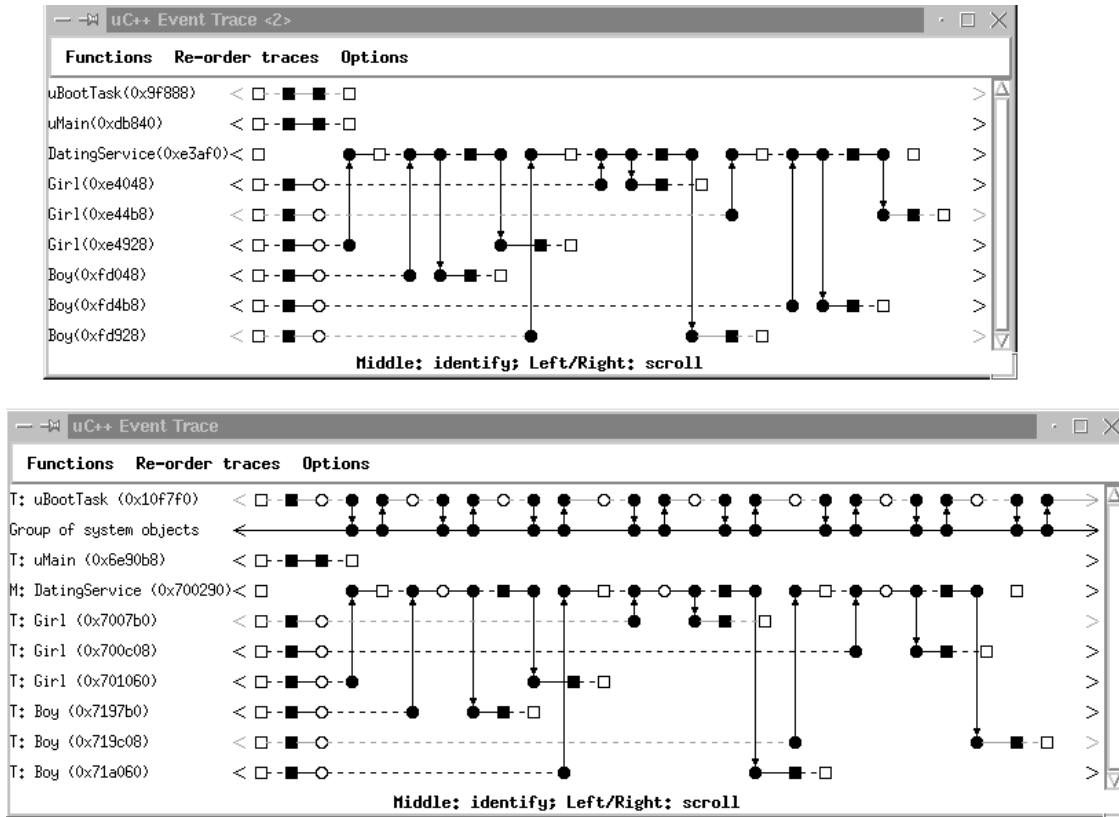 uC++ Event Trace <2>
Functions Re-order traces Options
uBootTask(0x9f888)
uMain(0xdb840)
DatingService(0xe3af0)
Girl(0xe4048)
Girl(0xe44b8)
Girl(0xe4928)
Boy(0xfd048)
Boy(0xfd4b8)
Boy(0xfd928)
Middle: identify; Left/Right: scroll
uC++ Event Trace
Functions Re-order traces Options
T: uBootTask (0x10f7f0)
Group of system objects
T: uMain (0x6e90b8)
M: DatingService (0x700290)
T: Girl (0x7007b0)
T: Girl (0x700c08)
T: Girl (0x701060)
T: Boy (0x7197b0)
T: Boy (0x719c08)
T: Boy (0x71a060)
Middle: identify; Left/Right: scroll